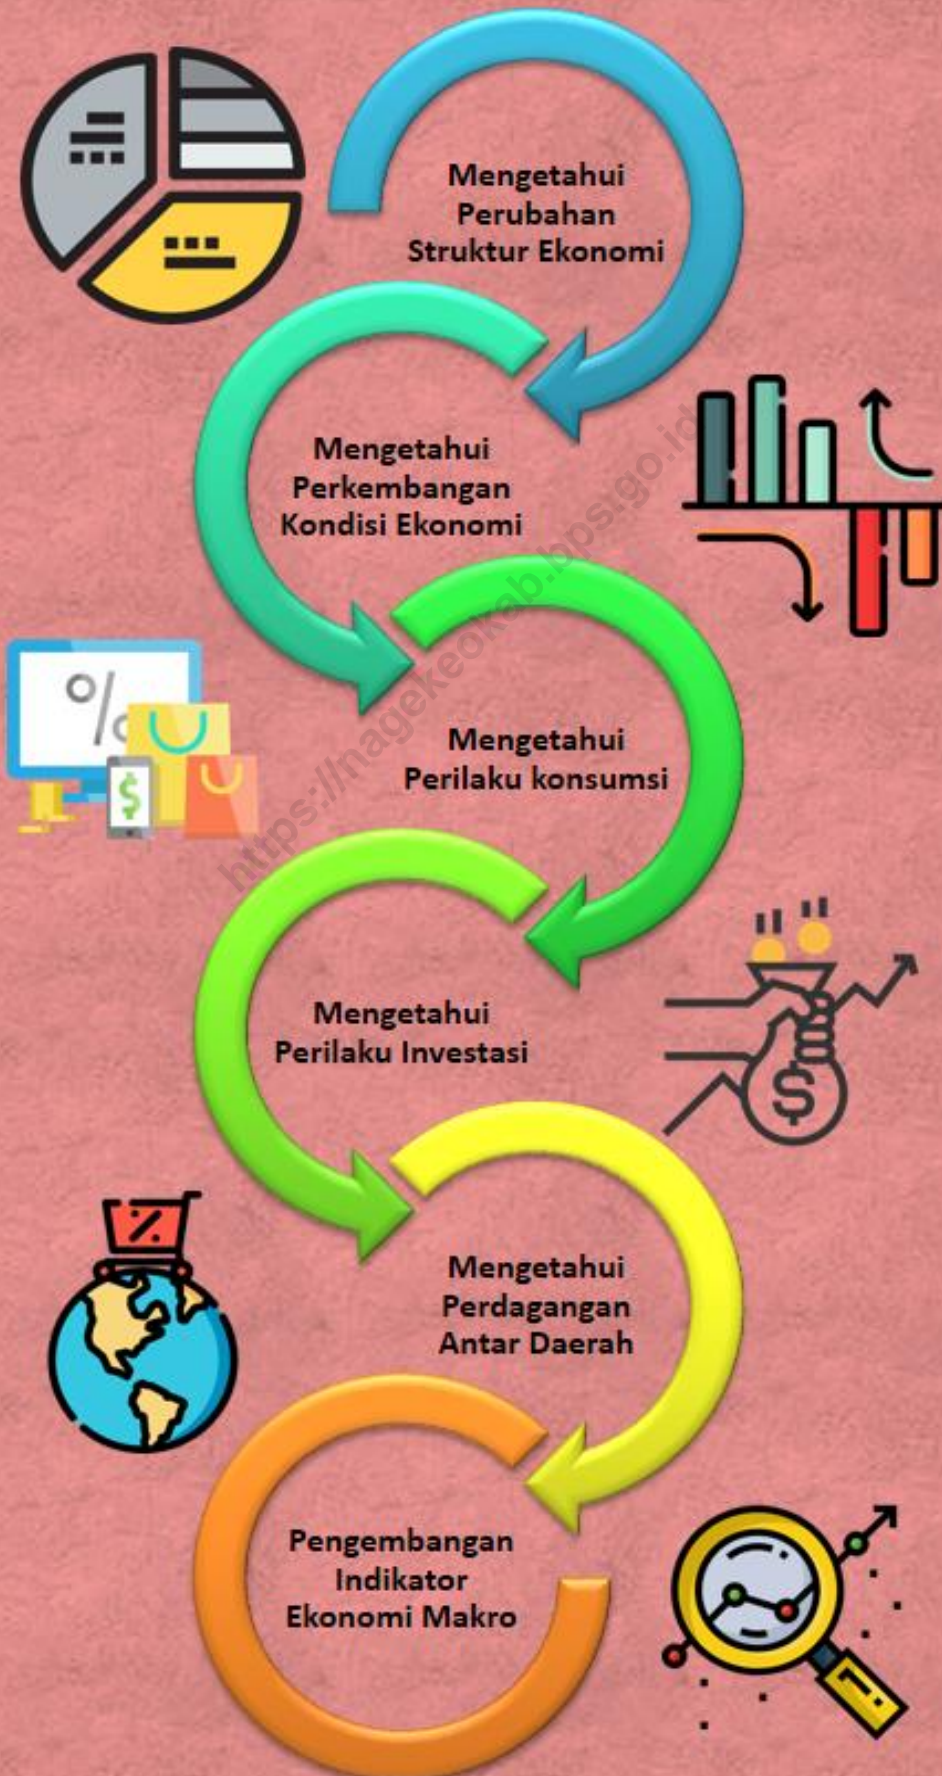 Mengetahui
Perubahan
Struktur Ekonomi
Mengetahui
Perkembangan
Kondisi Ekonomi
%
$
Mengetahui
Perilaku konsumsi
Mengetahui
Perilaku Investasi
$
%
Mengetahui
Perdagangan
Antar Daerah
Pengembangan
Indikator
Ekonomi Makro
https://nagekeokab.bps.go.id